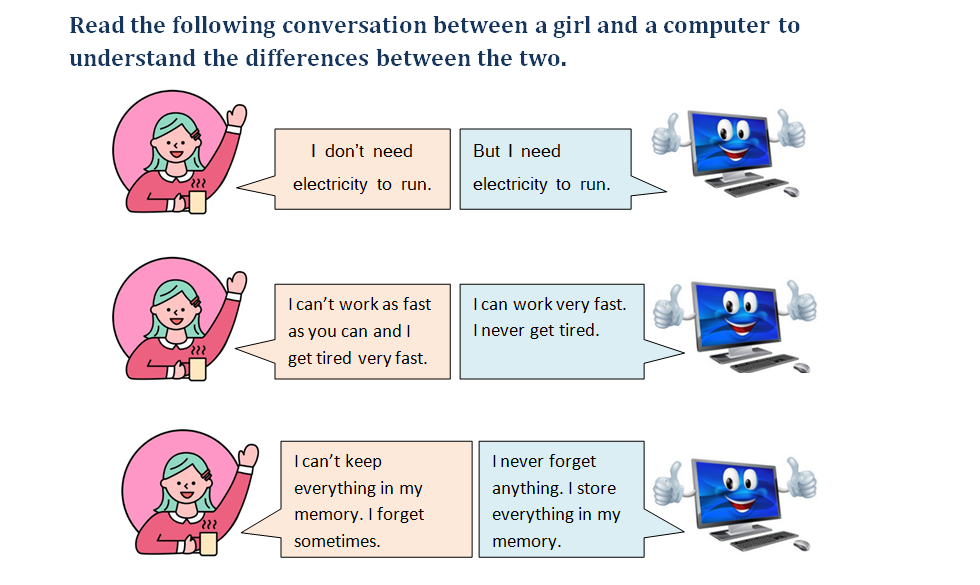 Read the following conversation between a girl and a computer to
understand the differences between the two.
I don't need
electricity to run.
But I need
electricity to run.
I can't work as fast
as you can and I
get tired very fast.
I can work very fast.
I never get tired.
I can't keep
everything in my
memory. I forget
sometimes.
I never forget
anything. I store
everything in my
memory.